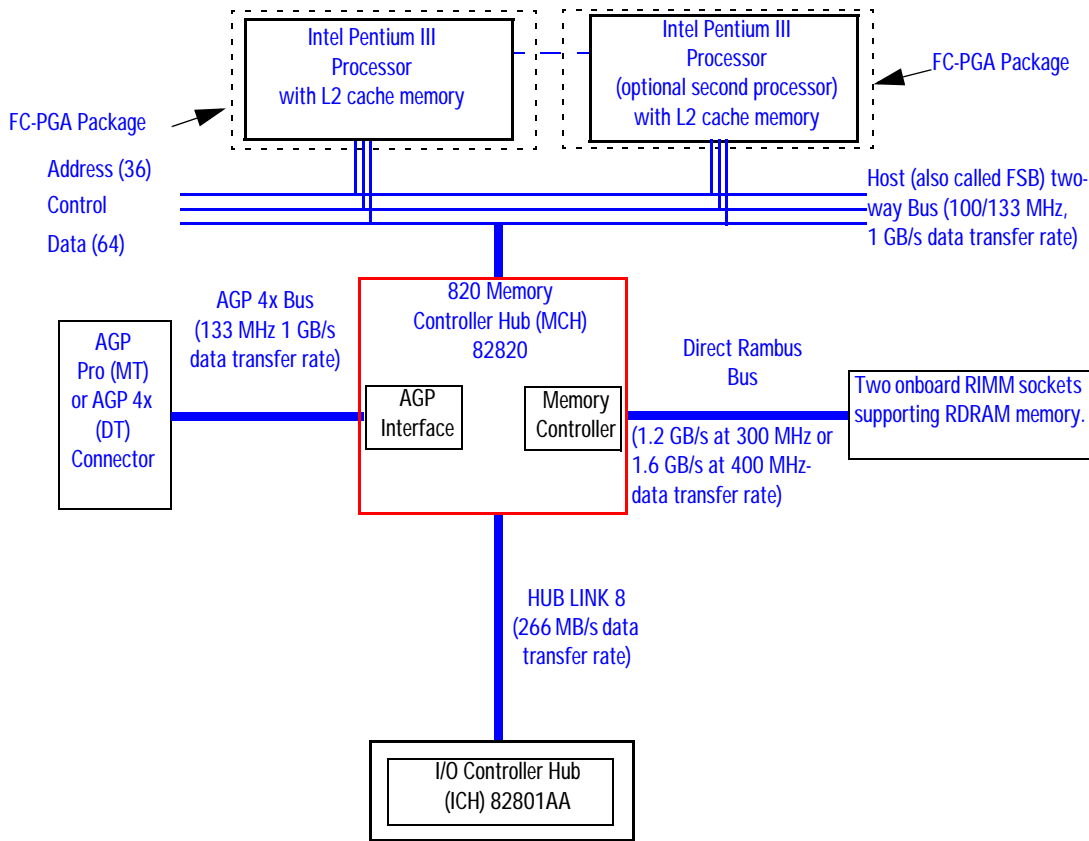 Intel Pentium III
Processor
with L2 cache memory
Intel Pentium III
Processor
(optional second processor)
with L2 cache memory
FC-PGA Package
FC-PGA Package
Address (36)
Control
Data (64)
Host (also called FSB) two-
way Bus (100/133 MHz,
1 GB/s data transfer rate)
AGP 4x Bus
(133 MHz 1 GB/s
data transfer rate)
820 Memory
Controller Hub (MCH)
82820
Direct Rambus
Bus
AGP
Pro (MT)
or AGP 4x
(DT)
Connector
AGP
Interface
Memory
Controller
Two onboard RIMM sockets
supporting RDRAM memory.
(1.2 GB/s at 300 MHz or
1.6 GB/s at 400 MHz-
data transfer rate)
HUB LINK 8
(266 MB/s data
transfer rate)
I/O Controller Hub
(ICH) 82801AA